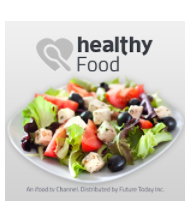 healthy
Food
An ifood.tv Channel. Distributed by Future Today Inc.